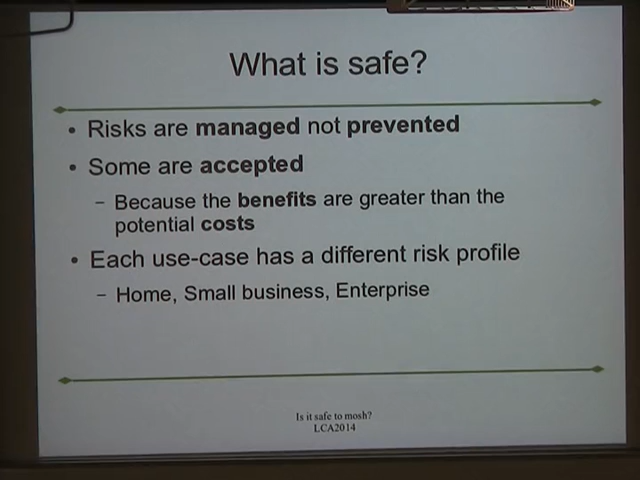 What is safe?
• Risks are managed not prevented
• Some are accepted
– Because the benefits are greater than the
potential costs
• Each use-case has a different risk profile
– Home, Small business, Enterprise
Is it safe to mosh?
LCA2014